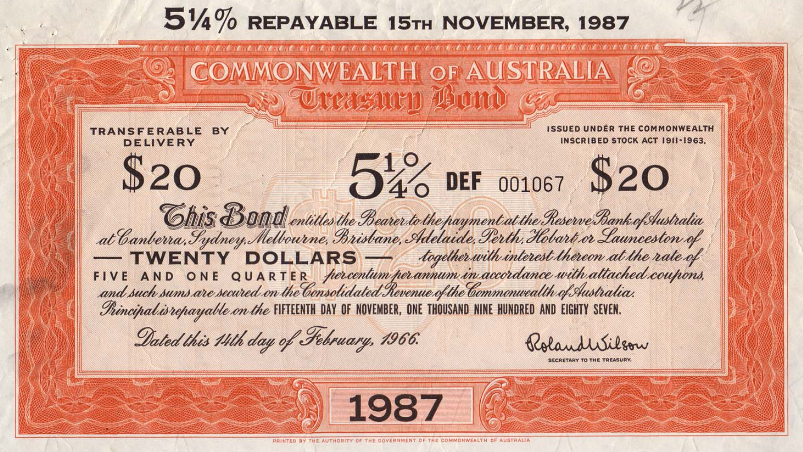 5¼% REPAYABLE 15TH NOVEMBER, 1987
COMMONWEALTH OF AUSTRALIA
Treasury Bond
TRANSFERABLE BY
DELIVERY
ISSUED UNDER THE COMMONWEALTH
INSCRIBED STOCK ACT 1911-1963.
$20 5¼% DEF 001067 $20
This Bond entitles the Bearer to the payment at the Reserve Bank of Australia
at Canberra, Sydney, Melbourne, Brisbane, Adelaide, Perth, Hobart or Launceston of
— TWENTY DOLLARS — together with interest thereon at the rate of
FIVE AND ONE QUARTER per centum per annum in accordance with attached coupons,
and such sums are secured on the Consolidated Revenue of the Commonwealth of Australia.
Principal is repayable on the FIFTEENTH DAY OF NOVEMBER, ONE THOUSAND NINE HUNDRED AND EIGHTY SEVEN.
Dated this 14th day of February, 1966.
Roland Wilson
SECRETARY TO THE TREASURY.
1987
PRINTED BY THE AUTHORITY OF THE GOVERNMENT OF THE COMMONWEALTH OF AUSTRALIA